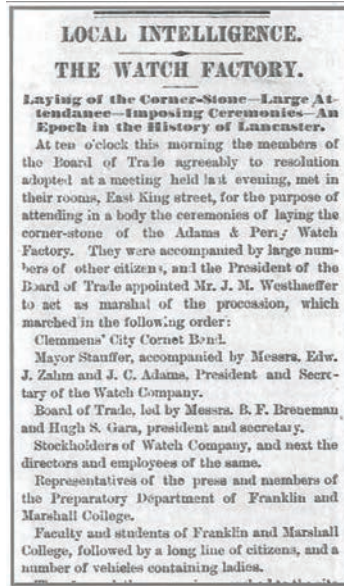 LOCAL INTELLIGENCE.
THE WATCH FACTORY.
Laying of the Corner-Stone—Large At-
tendance—Imposing Ceremonies—An
Epoch in the History of Lancaster.
At ten o'clock this morning the members of
the Board of Trade agreeably to resolution
adopted at a meeting held last evening, met in
their rooms, East King street, for the purpose of
attending in a body the ceremonies of laying the
corner-stone of the Adams & Perry Watch
Factory. They were accompanied by large num-
bers of other citizens, and the President of the
Board of Trade appointed Mr. J. M. Westhaeffer
to act as marshal of the procession, which
marched in the following order:
Clemmens' City Cornet Band.
Mayor Stauffer, accompanied by Messrs. Edw.
J. Zahm and J. C. Adams, President and Secre-
tary of the Watch Company.
Board of Trade, led by Messrs. B. F. Breneman
and Hugh S. Gara, president and secretary.
Stockholders of Watch Company, and next the
directors and employees of the same.
Representatives of the press and members of
the Preparatory Department of Franklin and
Marshall College.
Faculty and students of Franklin and Marshall
College, followed by a long line of citizens, and a
number of vehicles containing ladies.